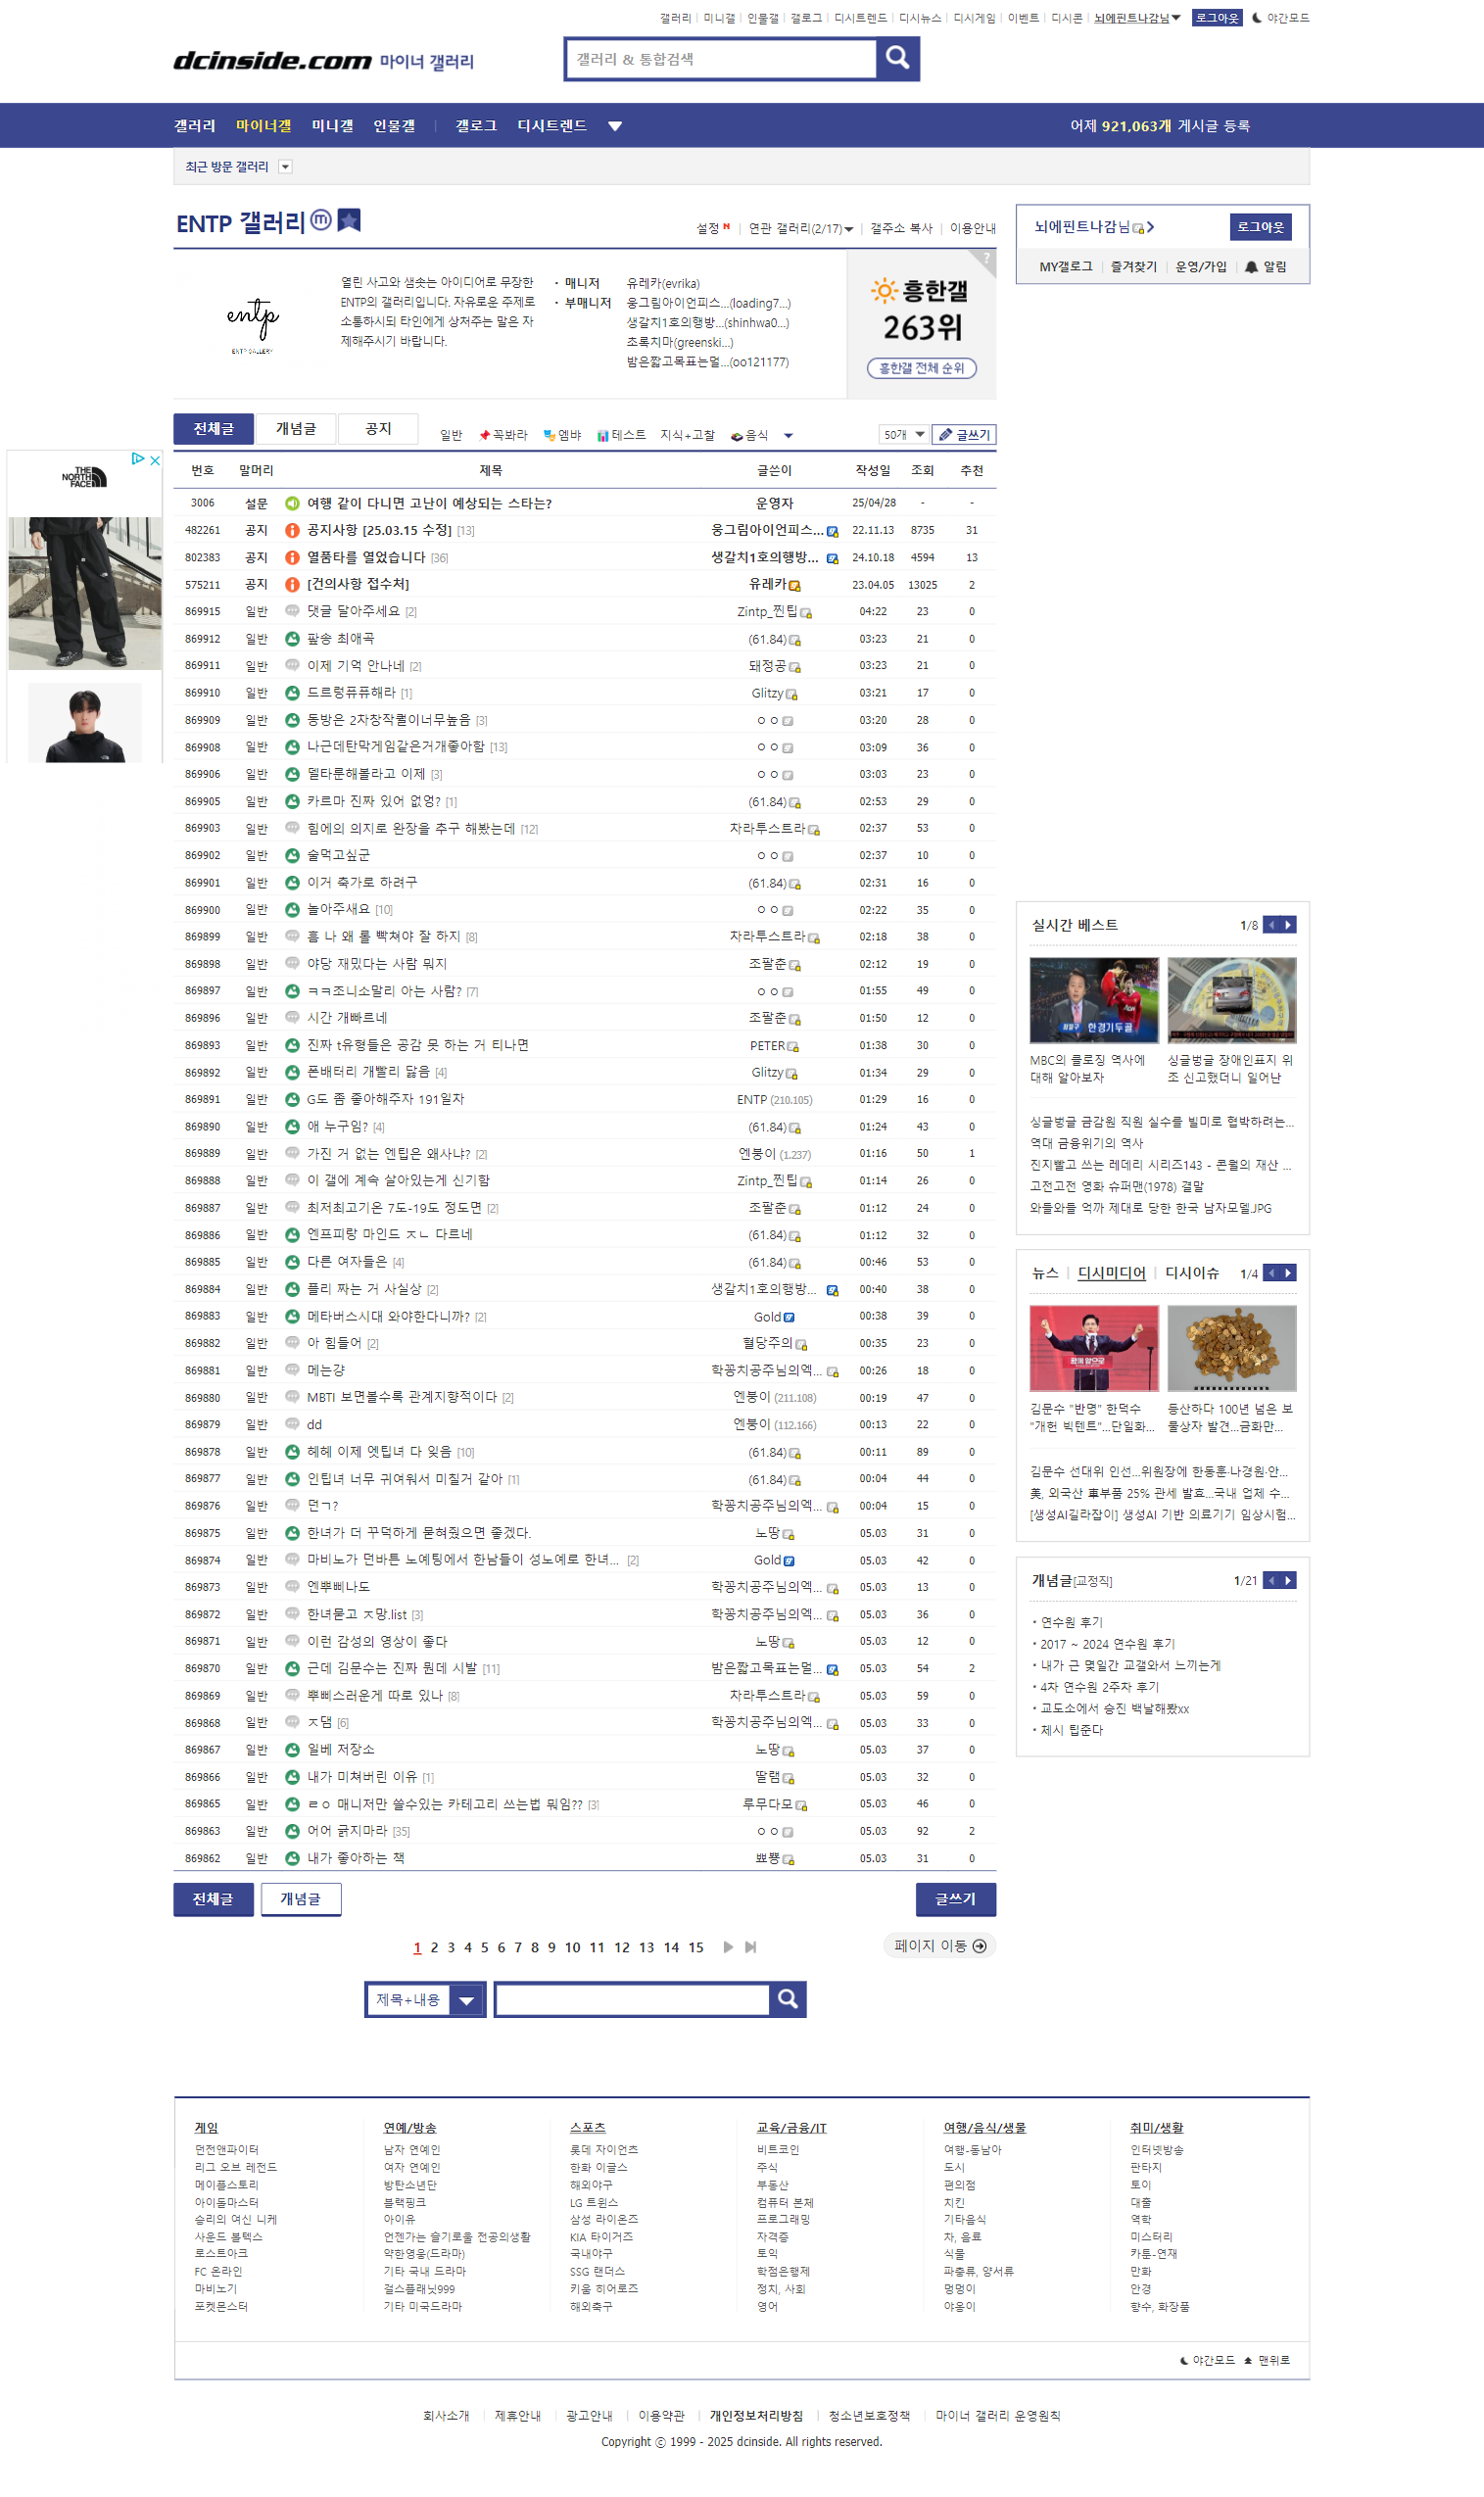 갤러리 | 미니갤 | 인물갤 | 갤로그 | 디시트렌드 | 디시뉴스 | 디시게임 | 이벤트 | 디시콘 | 뇌에핀트나감님 로그아웃 야간모드
dcinside.com 마이너 갤러리
갤러리 & 통합검색
갤러리 마이너갤 미니갤 인물갤 | 갤로그 디시트렌드
어제 921,063개 게시글 등록
최근 방문 갤러리
ENTP 갤러리 ⓜ
설정 N | 연관 갤러리(2/17) | 갤주소 복사 | 이용안내
열린 사고와 샘솟는 아이디어로 무장한
ENTP의 갤러리입니다. 자유로운 주제로
소통하시되 타인에게 상처주는 말은 자
제해주시기 바랍니다.
entp
ENTP GALLERY
· 매니저 유레카(evrika)
· 부매니저 웅그림아이언피스...(loading7...)
생갈치1호의행방...(shinhwa0...)
초록치마(greenski...)
밤은짧고목표는멀...(oo121177)
?
흥한갤
263위
흥한갤 전체 순위
뇌에핀트나감님 로그아웃
MY갤로그 | 즐겨찾기 | 운영/가입 | 알림
전체글 개념글 공지 일반 꼭봐라 엠뱌 테스트 지식+고찰 음식 50개 글쓰기
THE NORTH FACE
번호 말머리 제목 글쓴이 작성일 조회 추천
3006 설문 여행 같이 다니면 고난이 예상되는 스타는? 운영자 25/04/28 - -
482261 공지 공지사항 [25.03.15 수정] [13] 웅그림아이언피스... 22.11.13 8735 31
802383 공지 열품타를 열었습니다 [36] 생갈치1호의행방... 24.10.18 4594 13
575211 공지 [건의사항 접수처] 유레카 23.04.05 13025 2
869915 일반 댓글 달아주세요 [2] Zintp_찐팁 04:22 23 0
869912 일반 팦송 최애곡 (61.84) 03:23 21 0
869911 일반 이제 기억 안나네 [2] 돼정공 03:23 21 0
869910 일반 드르렁퓨퓨해라 [1] Glitzy 03:21 17 0
869909 일반 동방은 2차창작퀄이너무높음 [3] ㅇㅇ 03:20 28 0
869908 일반 나근데탄막게임같은거개좋아함 [13] ㅇㅇ 03:09 36 0
869906 일반 델타룬해볼라고 이제 [3] ㅇㅇ 03:03 23 0
869905 일반 카르마 진짜 있어 없엉? [1] (61.84) 02:53 29 0
869903 일반 힘에의 의지로 완장을 추구 해봤는데 [12] 차라투스트라 02:37 53 0
869902 일반 술먹고싶군 ㅇㅇ 02:37 10 0
869901 일반 이거 축가로 하려구 (61.84) 02:31 16 0
869900 일반 놀아주새요 [10] ㅇㅇ 02:22 35 0
869899 일반 흠 나 왜 롤 빡쳐야 잘 하지 [8] 차라투스트라 02:18 38 0
869898 일반 야당 재밌다는 사람 뭐지 조팔춘 02:12 19 0
869897 일반 ㅋㅋ조니소말리 아는 사람? [7] ㅇㅇ 01:55 49 0
869896 일반 시간 개빠르네 조팔춘 01:50 12 0
869893 일반 진짜 t유형들은 공감 못 하는 거 티나면 PETER 01:38 30 0
869892 일반 폰배터리 개빨리 닳음 [4] Glitzy 01:34 29 0
869891 일반 G도 좀 좋아해주자 191일차 ENTP (210.105) 01:29 16 0
869890 일반 얘 누구임? [4] (61.84) 01:24 43 0
869889 일반 가진 거 없는 엔팁은 왜사냐? [2] 엔붕이 (1.237) 01:16 50 1
869888 일반 이 갤에 계속 살아있는게 신기함 Zintp_찐팁 01:14 26 0
869887 일반 최저최고기온 7도-19도 정도면 [2] 조팔춘 01:12 24 0
869886 일반 엔프피랑 마인드 ㅈㄴ 다르네 (61.84) 01:12 32 0
869885 일반 다른 여자들은 [4] (61.84) 00:46 53 0
869884 일반 플리 짜는 거 사실상 [2] 생갈치1호의행방... 00:40 38 0
869883 일반 메타버스시대 와야한다니까? [2] Gold 00:38 39 0
869882 일반 아 힘들어 [2] 혈당주의 00:35 23 0
869881 일반 메는걍 학꽁치공주님의엑... 00:26 18 0
869880 일반 MBTI 보면볼수록 관계지향적이다 [2] 엔붕이 (211.108) 00:19 47 0
869879 일반 dd 엔붕이 (112.166) 00:13 22 0
869878 일반 헤헤 이제 엣팁녀 다 잊음 [10] (61.84) 00:11 89 0
869877 일반 인팁녀 너무 귀여워서 미칠거 같아 [1] (61.84) 00:04 44 0
869876 일반 던ㄱ? 학꽁치공주님의엑... 00:04 15 0
869875 일반 한녀가 더 꾸덕하게 묻혀줬으면 좋겠다. 노땅 05.03 31 0
869874 일반 마비노가 던바튼 노예팅에서 한남들이 성노예로 한녀... [2] Gold 05.03 42 0
869873 일반 엔뿌삐나도 학꽁치공주님의엑... 05.03 13 0
869872 일반 한녀묻고 ㅈ망.list [3] 학꽁치공주님의엑... 05.03 36 0
869871 일반 이런 감성의 영상이 좋다 노땅 05.03 12 0
869870 일반 근데 김문수는 진짜 뭔데 시발 [11] 밤은짧고목표는멀... 05.03 54 2
869869 일반 뿌삐스러운게 따로 있나 [8] 차라투스트라 05.03 59 0
869868 일반 ㅈ댐 [6] 학꽁치공주님의엑... 05.03 33 0
869867 일반 일베 저장소 노땅 05.03 37 0
869866 일반 내가 미쳐버린 이유 [1] 딸램 05.03 32 0
869865 일반 ㄹㅇ 매니저만 쓸수있는 카테고리 쓰는법 뭐임?? [3] 루무다모 05.03 46 0
869863 일반 어어 긁지마라 [35] ㅇㅇ 05.03 92 2
869862 일반 내가 좋아하는 책 뾰뿅 05.03 31 0
실시간 베스트 1/8
MBC의 클로징 역사에 대해 알아보자
싱글벙글 장애인표지 위조 신고했더니 일어난
싱글벙글 금감원 직원 실수를 빌미로 협박하려는...
역대 금융위기의 역사
진지빨고 쓰는 레데리 시리즈143 - 콘월의 재산 ...
고전고전 영화 슈퍼맨(1978) 결말
와들와들 억까 제대로 당한 한국 남자모델.JPG
뉴스 | 디시미디어 | 디시이슈 1/4
김문수 "반명" 한덕수 "개헌 빅텐트"...단일화...
등산하다 100년 넘은 보물상자 발견...금화만...
김문수 선대위 인선...위원장에 한동훈·나경원·안...
美, 외국산 車부품 25% 관세 발효...국내 업체 수...
[생성AI길라잡이] 생성AI 기반 의료기기 임상시험...
개념글[교정직] 1/21
· 연수원 후기
· 2017 ~ 2024 연수원 후기
· 내가 근 몇일간 교갤와서 느끼는게
· 4차 연수원 2주차 후기
· 교도소에서 승진 백날해봤xx
· 체시 팁준다
전체글 개념글 글쓰기
1 2 3 4 5 6 7 8 9 10 11 12 13 14 15 페이지 이동
제목+내용
게임 연예/방송 스포츠 교육/금융/IT 여행/음식/생물 취미/생활
던전앤파이터 남자 연예인 롯데 자이언츠 비트코인 여행-동남아 인터넷방송
리그 오브 레전드 여자 연예인 한화 이글스 주식 도시 판타지
메이플스토리 방탄소년단 해외야구 부동산 편의점 토이
아이돌마스터 블랙핑크 LG 트윈스 컴퓨터 본체 치킨 대출
승리의 여신 니케 아이유 삼성 라이온즈 프로그래밍 기타음식 역학
사운드 볼텍스 언젠가는 슬기로울 전공의생활 KIA 타이거즈 자격증 차, 음료 미스터리
로스트아크 약한영웅(드라마) 국내야구 토익 식물 카툰-연재
FC 온라인 기타 국내 드라마 SSG 랜더스 학점은행제 파충류, 양서류 만화
마비노기 걸스플래닛999 키움 히어로즈 정치, 사회 멍멍이 안경
포켓몬스터 기타 미국드라마 해외축구 영어 야옹이 향수, 화장품
야간모드 맨위로
회사소개 | 제휴안내 | 광고안내 | 이용약관 | 개인정보처리방침 | 청소년보호정책 | 마이너 갤러리 운영원칙
Copyright ⓒ 1999 - 2025 dcinside. All rights reserved.